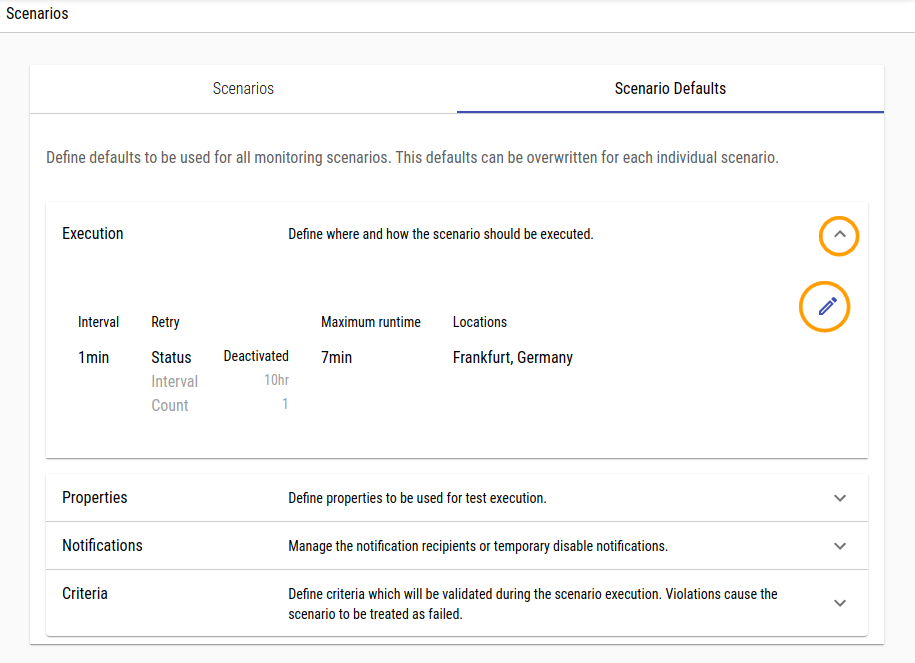 Scenarios
Scenarios
Scenario Defaults
Define defaults to be used for all monitoring scenarios. This defaults can be overwritten for each individual scenario.
Execution
Define where and how the scenario should be executed.
Interval
Retry
Maximum runtime
Locations
1min
Status
Deactivated
7min
Frankfurt, Germany
Interval
10hr
Count
1
Properties
Define properties to be used for test execution.
Notifications
Manage the notification recipients or temporary disable notifications.
Criteria
Define criteria which will be validated during the scenario execution. Violations cause the
scenario to be treated as failed.